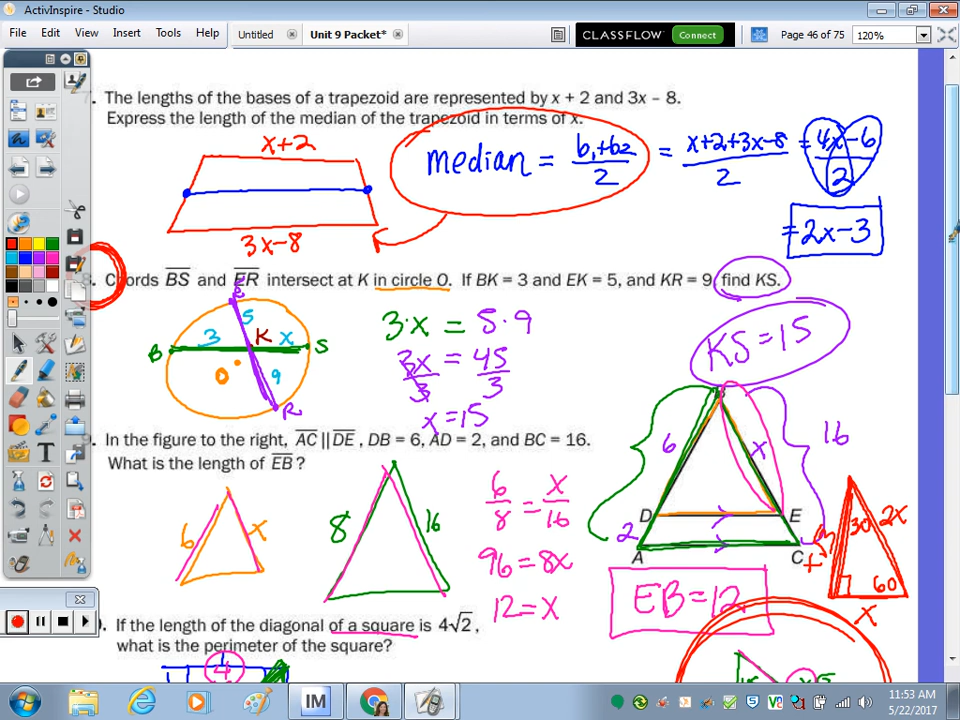 ActivInspire - Studio
File Edit View Insert Tools Help Untitled Unit 9 Packet* CLASSFLOW Connect Page 46 of 75 120%
7. The lengths of the bases of a trapezoid are represented by x + 2 and 3x – 8.
Express the length of the median of the trapezoid in terms of x.
x+2
3x-8
median = b₁+b₂ / 2 = x+2+3x-8 / 2 = 4x-6 / 2
= 2x-3
8. Chords BS and ER intersect at K in circle O. If BK = 3 and EK = 5, and KR = 9, find KS.
E
5
3 K x
B S
O 9
R
3·x = 5·9
3x / 3 = 45 / 3
x=15
KS=15
9. In the figure to the right, AC || DE, DB = 6, AD = 2, and BC = 16.
What is the length of EB?
6 x
8 16
6 / 8 = x / 16
96 = 8x
12 = x
B
6 x 16
D E
2
A C
EB=12
30 2x
60
x
If the length of the diagonal of a square is 4√2,
what is the perimeter of the square?
4
11:53 AM
5/22/2017